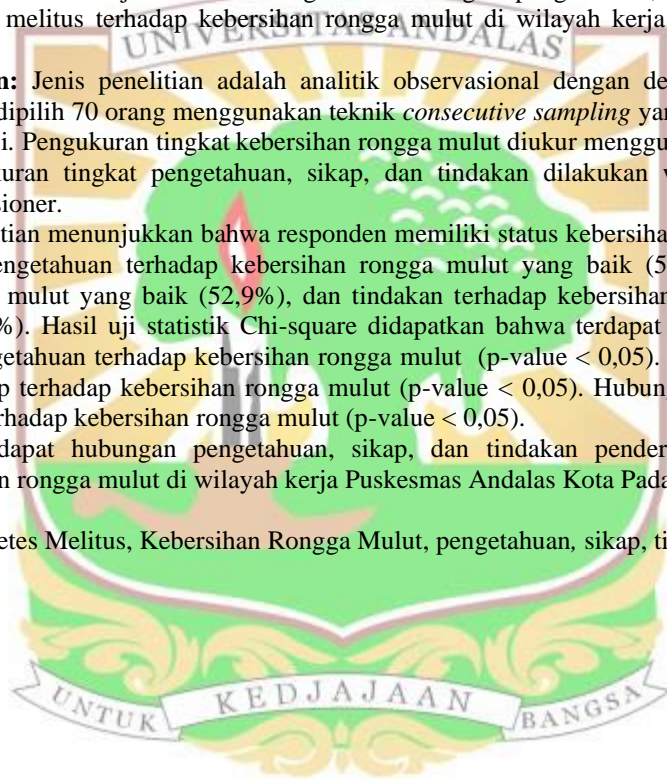 melitus terhadap kebersihan rongga mulut di wilayah kerja
UNIVERSITAS ANDALAS
n: Jenis penelitian adalah analitik observasional dengan de
dipilih 70 orang menggunakan teknik consecutive sampling yan
i. Pengukuran tingkat kebersihan rongga mulut diukur menggu
uran tingkat pengetahuan, sikap, dan tindakan dilakukan w
sioner.
itian menunjukkan bahwa responden memiliki status kebersiha
engetahuan terhadap kebersihan rongga mulut yang baik (5
mulut yang baik (52,9%), dan tindakan terhadap kebersihan
%). Hasil uji statistik Chi-square didapatkan bahwa terdapat
getahuan terhadap kebersihan rongga mulut (p-value < 0,05).
p terhadap kebersihan rongga mulut (p-value < 0,05). Hubung
rhadap kebersihan rongga mulut (p-value < 0,05).
dapat hubungan pengetahuan, sikap, dan tindakan pender
n rongga mulut di wilayah kerja Puskesmas Andalas Kota Pada
etes Melitus, Kebersihan Rongga Mulut, pengetahuan, sikap, ti
UNTUK KEDJAJAAN BANGSA